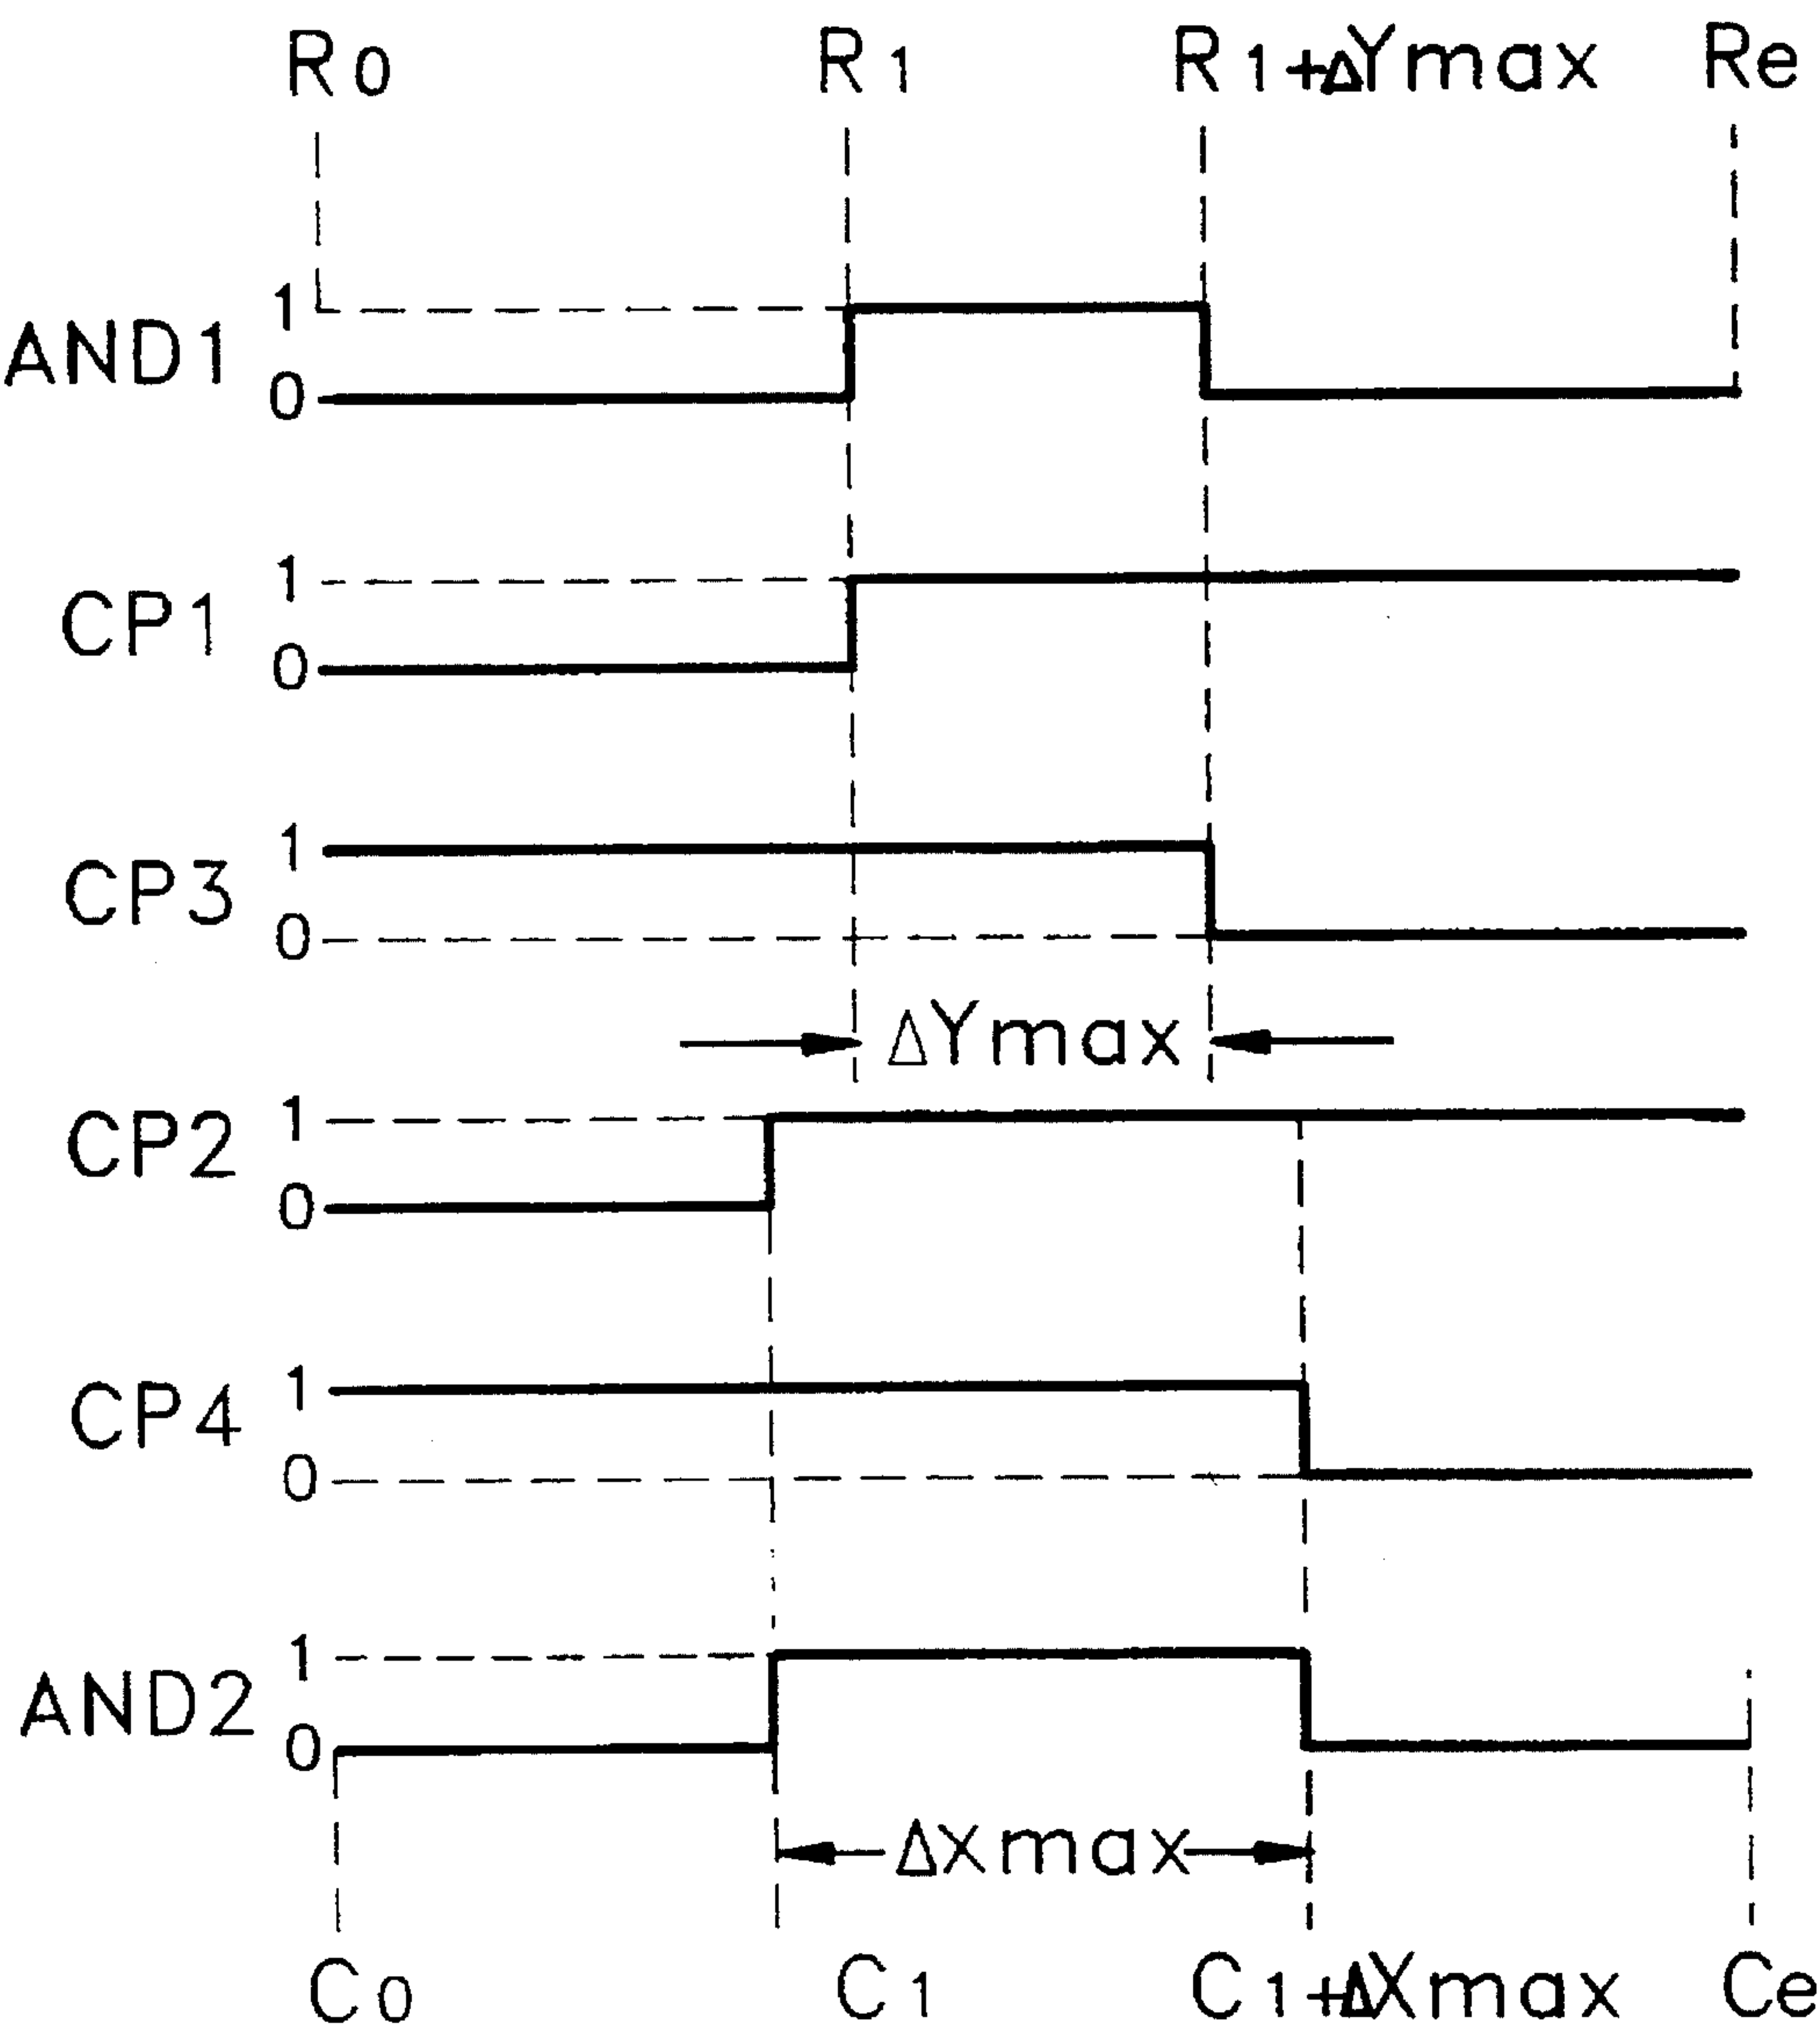 R0 R1 R1+ΔYmax Re
1
AND1
0
1
CP1
0
1
CP3
0
ΔYmax
1
CP2
0
1
CP4
0
1
AND2
0
ΔXmax
C0 C1 C1+ΔXmax Ce